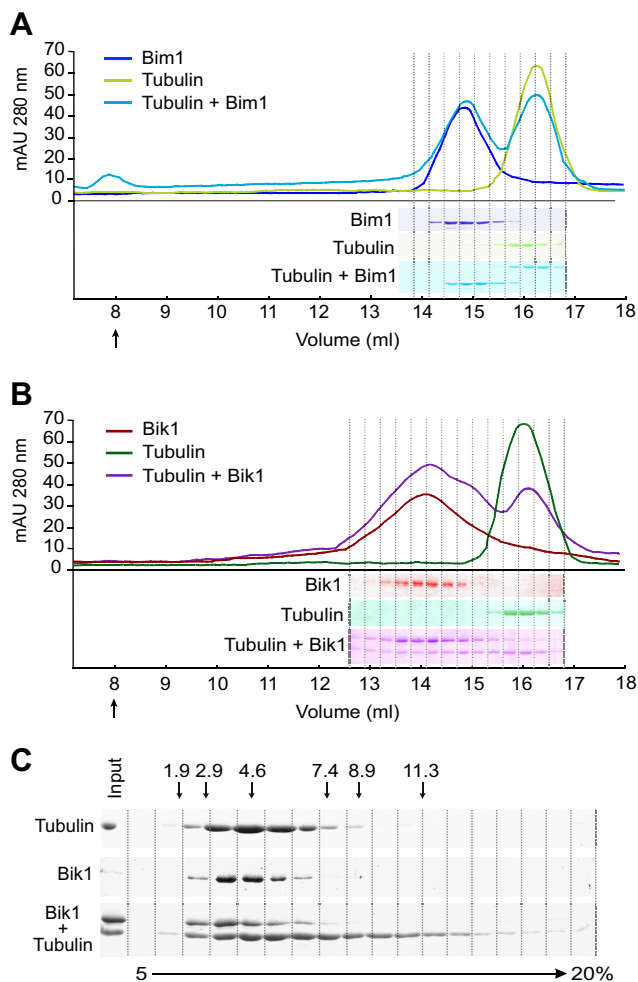 A
mAU 280 nm
70
60
50
40
30
20
10
0
Bim1
Tubulin
Tubulin + Bim1
Bim1
Tubulin
Tubulin + Bim1
8 9 10 11 12 13 14 15 16 17 18
Volume (ml)
B
mAU 280 nm
70
60
50
40
30
20
10
0
Bik1
Tubulin
Tubulin + Bik1
Bik1
Tubulin
Tubulin + Bik1
8 9 10 11 12 13 14 15 16 17 18
Volume (ml)
C
Input
1.9 2.9 4.6 7.4 8.9 11.3
Tubulin
Bik1
Bik1
+
Tubulin
5 20%